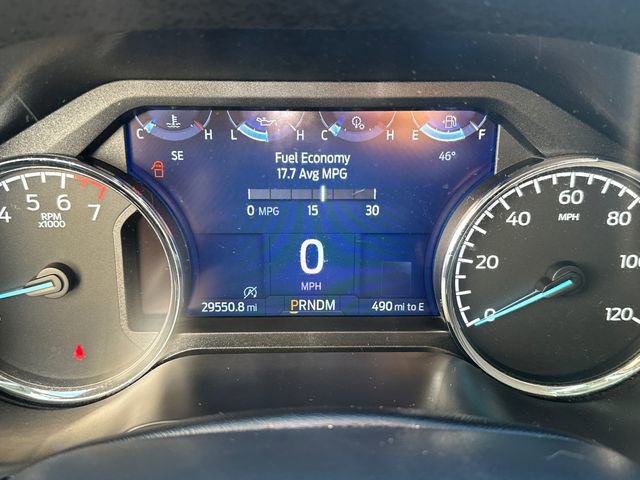 C H L H C H E F
SE
Fuel Economy
46°
17.7 Avg MPG
0 MPG 15 30
0
MPH
29550.8 mi
PRNDM
490 mi to E
4 5 6 7
RPM
x1000
0 20 40 60 80 100 120
MPH